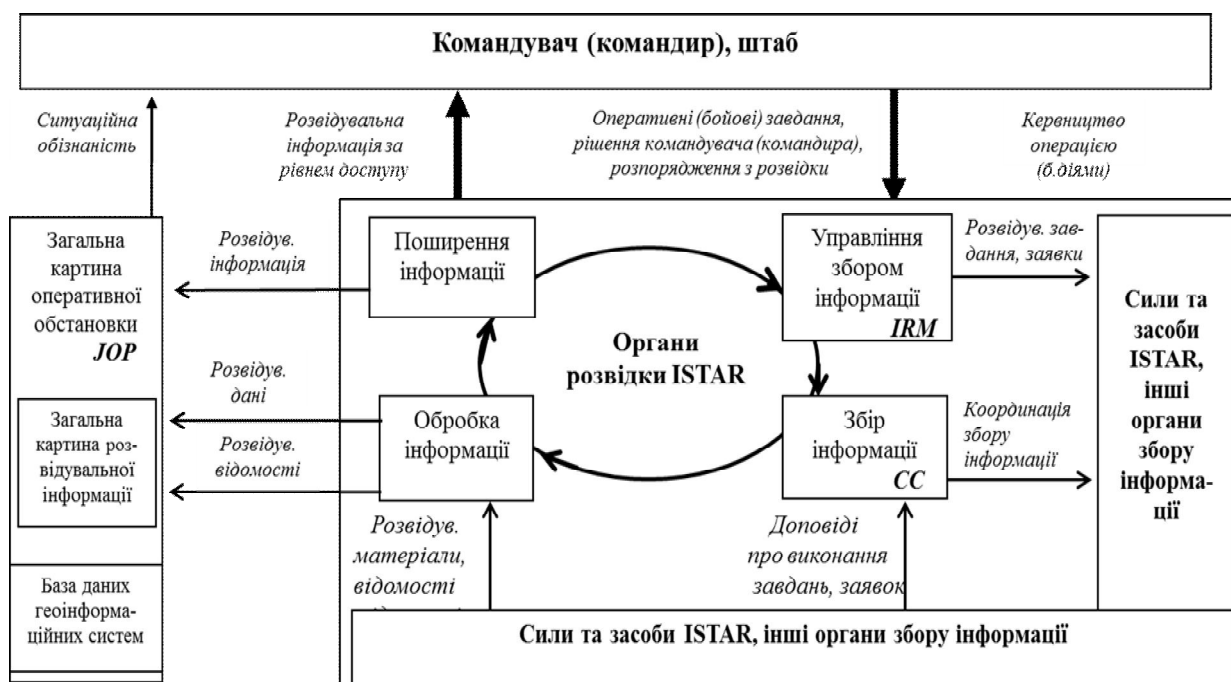 Командувач (командир), штаб
Ситуаційна
обізнаність
Розвідувальна
інформація за
рівнем доступу
Оперативні (бойові) завдання,
рішення командувача (командира),
розпорядження з розвідки
Кервництво
операцією
(б.діями)
Загальна
картина
оперативної
обстановки
JOP
Розвідув.
інформація
Поширення
інформації
Управління
збором
інформації
IRM
Розвідув. зав-
дання, заявки
Органи
розвідки ISTAR
Сили та
засоби
ISTAR,
інші
органи
збору
інформа-
ції
Розвідув.
дані
Загальна
картина роз-
відувальної
інформації
Розвідув.
відомості
Обробка
інформації
Збір
інформації
CC
Координація
збору
інформації
Розвідув.
матеріали,
відомості
Доповіді
про виконання
завдань, заявок
База даних
геоінформа-
ційних систем
Сили та засоби ISTAR, інші органи збору інформації